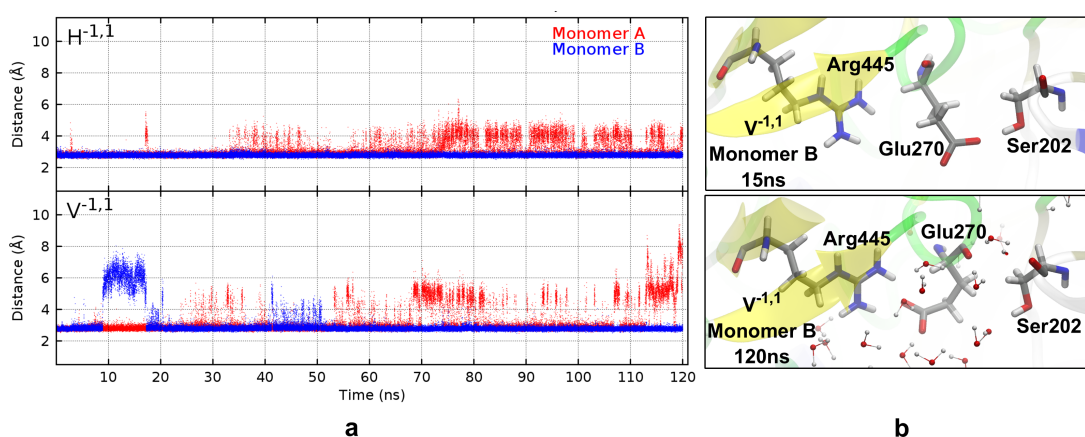 H-1,1
Monomer A
Monomer B
Distance (Å)
10
8
6
4
2
V-1,1
Distance (Å)
10
8
6
4
2
10 20 30 40 50 60 70 80 90 100 110 120
Time (ns)
a
Arg445
V-1,1
Monomer B
15ns
Glu270
Ser202
Arg445
Glu270
V-1,1
Monomer B
120ns
Ser202
b